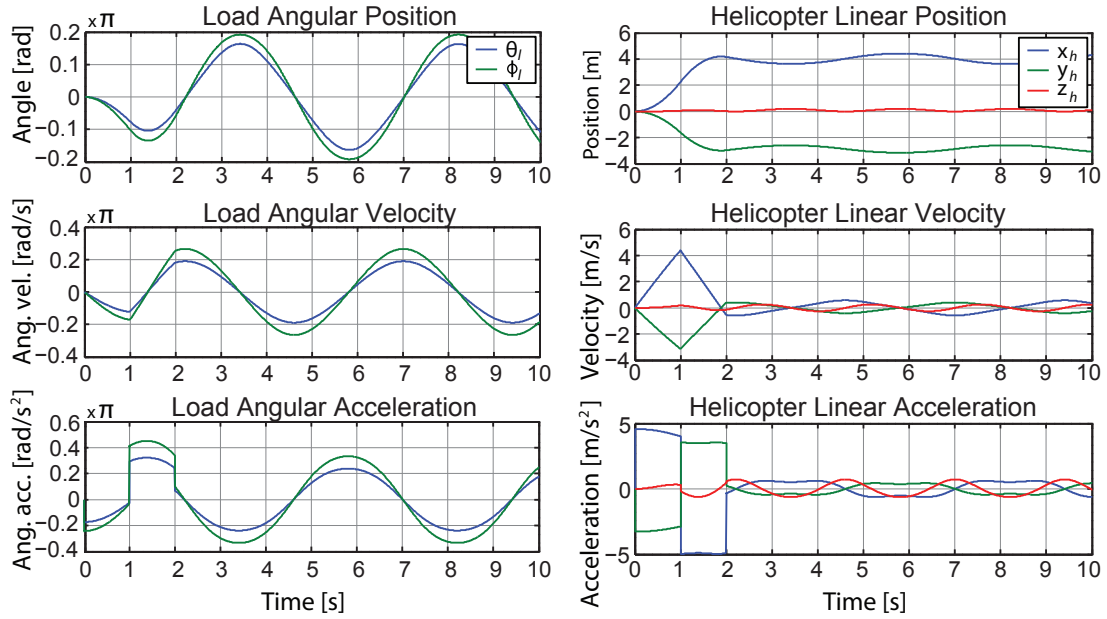 Load Angular Position
×π
Angle [rad]
0.2
0.1
0
−0.1
−0.2
0 1 2 3 4 5 6 7 8 9 10
θl
ϕl
Helicopter Linear Position
Position [m]
6
4
2
0
−2
−4
0 1 2 3 4 5 6 7 8 9 10
xh
yh
zh
Load Angular Velocity
×π
Ang. vel. [rad/s]
0.4
0.2
0
−0.2
−0.4
0 1 2 3 4 5 6 7 8 9 10
Helicopter Linear Velocity
Velocity [m/s]
6
4
2
0
−2
−4
0 1 2 3 4 5 6 7 8 9 10
Load Angular Acceleration
×π
Ang. acc. [rad/s²]
0.6
0.4
0.2
0
−0.2
−0.4
0 1 2 3 4 5 6 7 8 9 10
Time [s]
Helicopter Linear Acceleration
Acceleration [m/s²]
5
0
−5
0 1 2 3 4 5 6 7 8 9 10
Time [s]